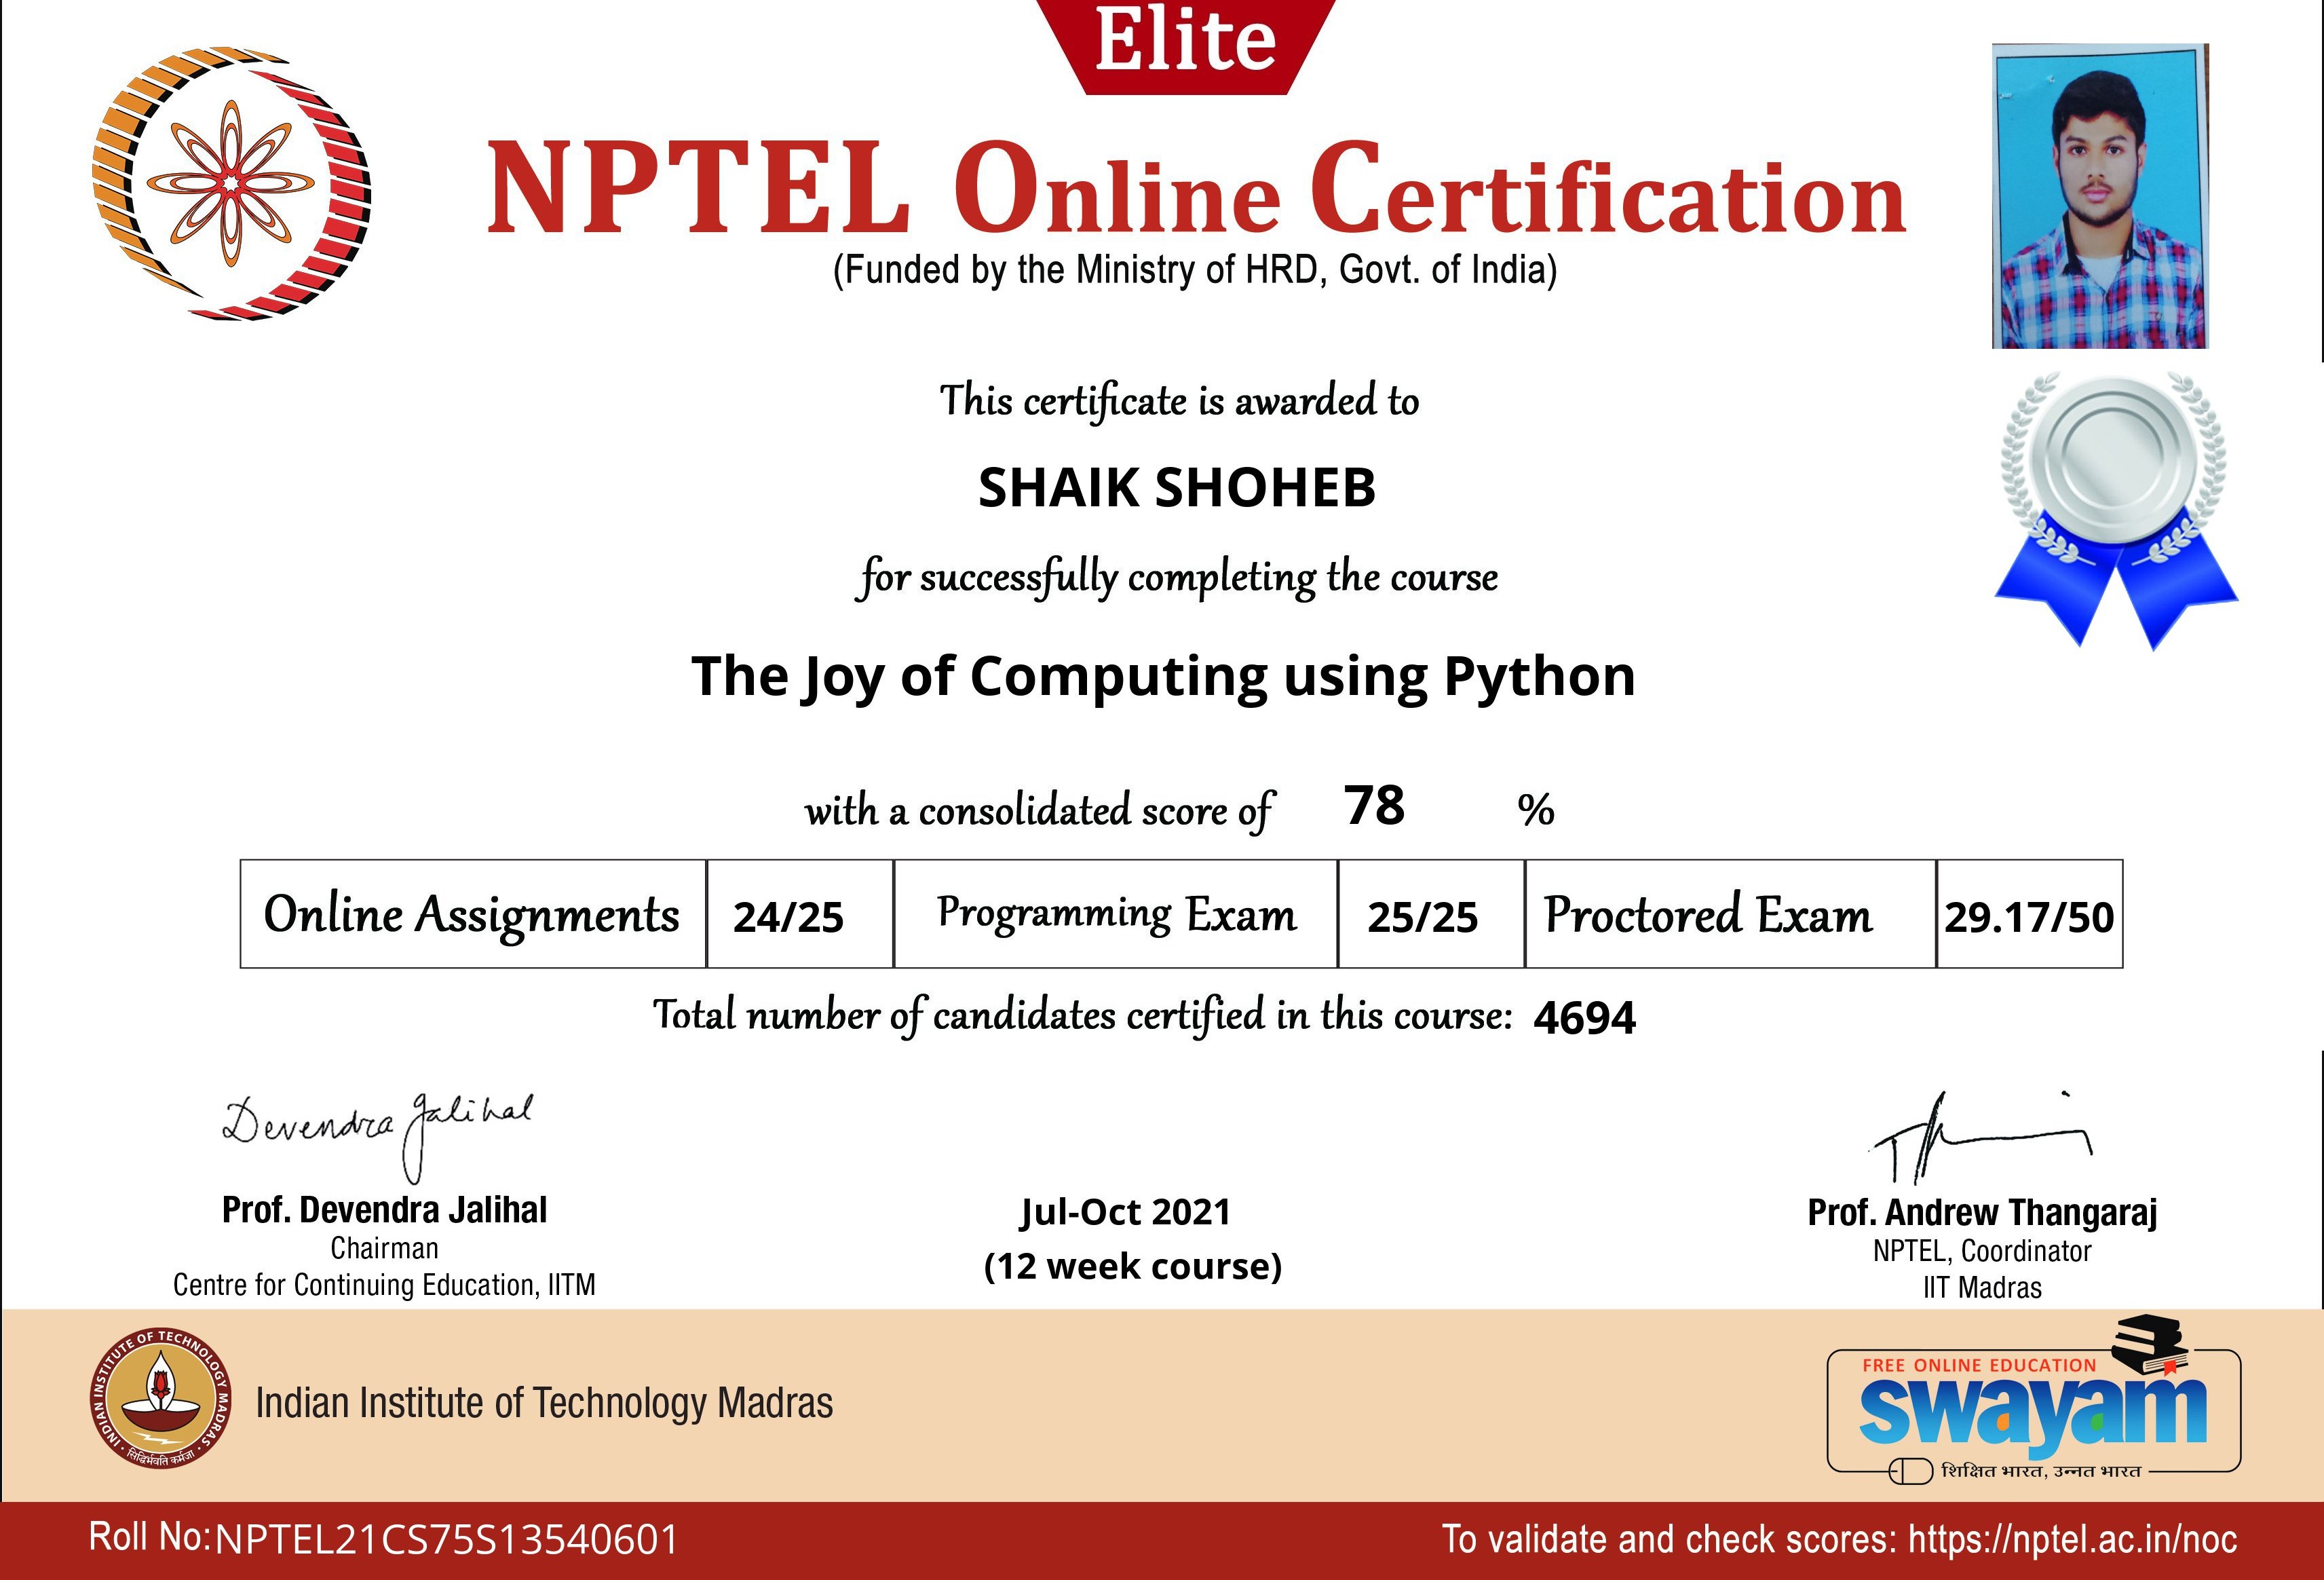 Elite
NPTEL Online Certification
(Funded by the Ministry of HRD, Govt. of India)
This certificate is awarded to
SHAIK SHOHEB
for successfully completing the course
The Joy of Computing using Python
with a consolidated score of 78 %
Online Assignments 24/25 Programming Exam 25/25 Proctored Exam 29.17/50
Total number of candidates certified in this course: 4694
Devendra Jalihal
Prof. Devendra Jalihal
Chairman
Centre for Continuing Education, IITM
Jul-Oct 2021
(12 week course)
Prof. Andrew Thangaraj
NPTEL, Coordinator
IIT Madras
INDIAN INSTITUTE OF TECHNOLOGY MADRAS
सिद्धिर्भवति कर्मजा
Indian Institute of Technology Madras
FREE ONLINE EDUCATION
swayam
शिक्षित भारत, उन्नत भारत
Roll No:NPTEL21CS75S13540601
To validate and check scores: https://nptel.ac.in/noc